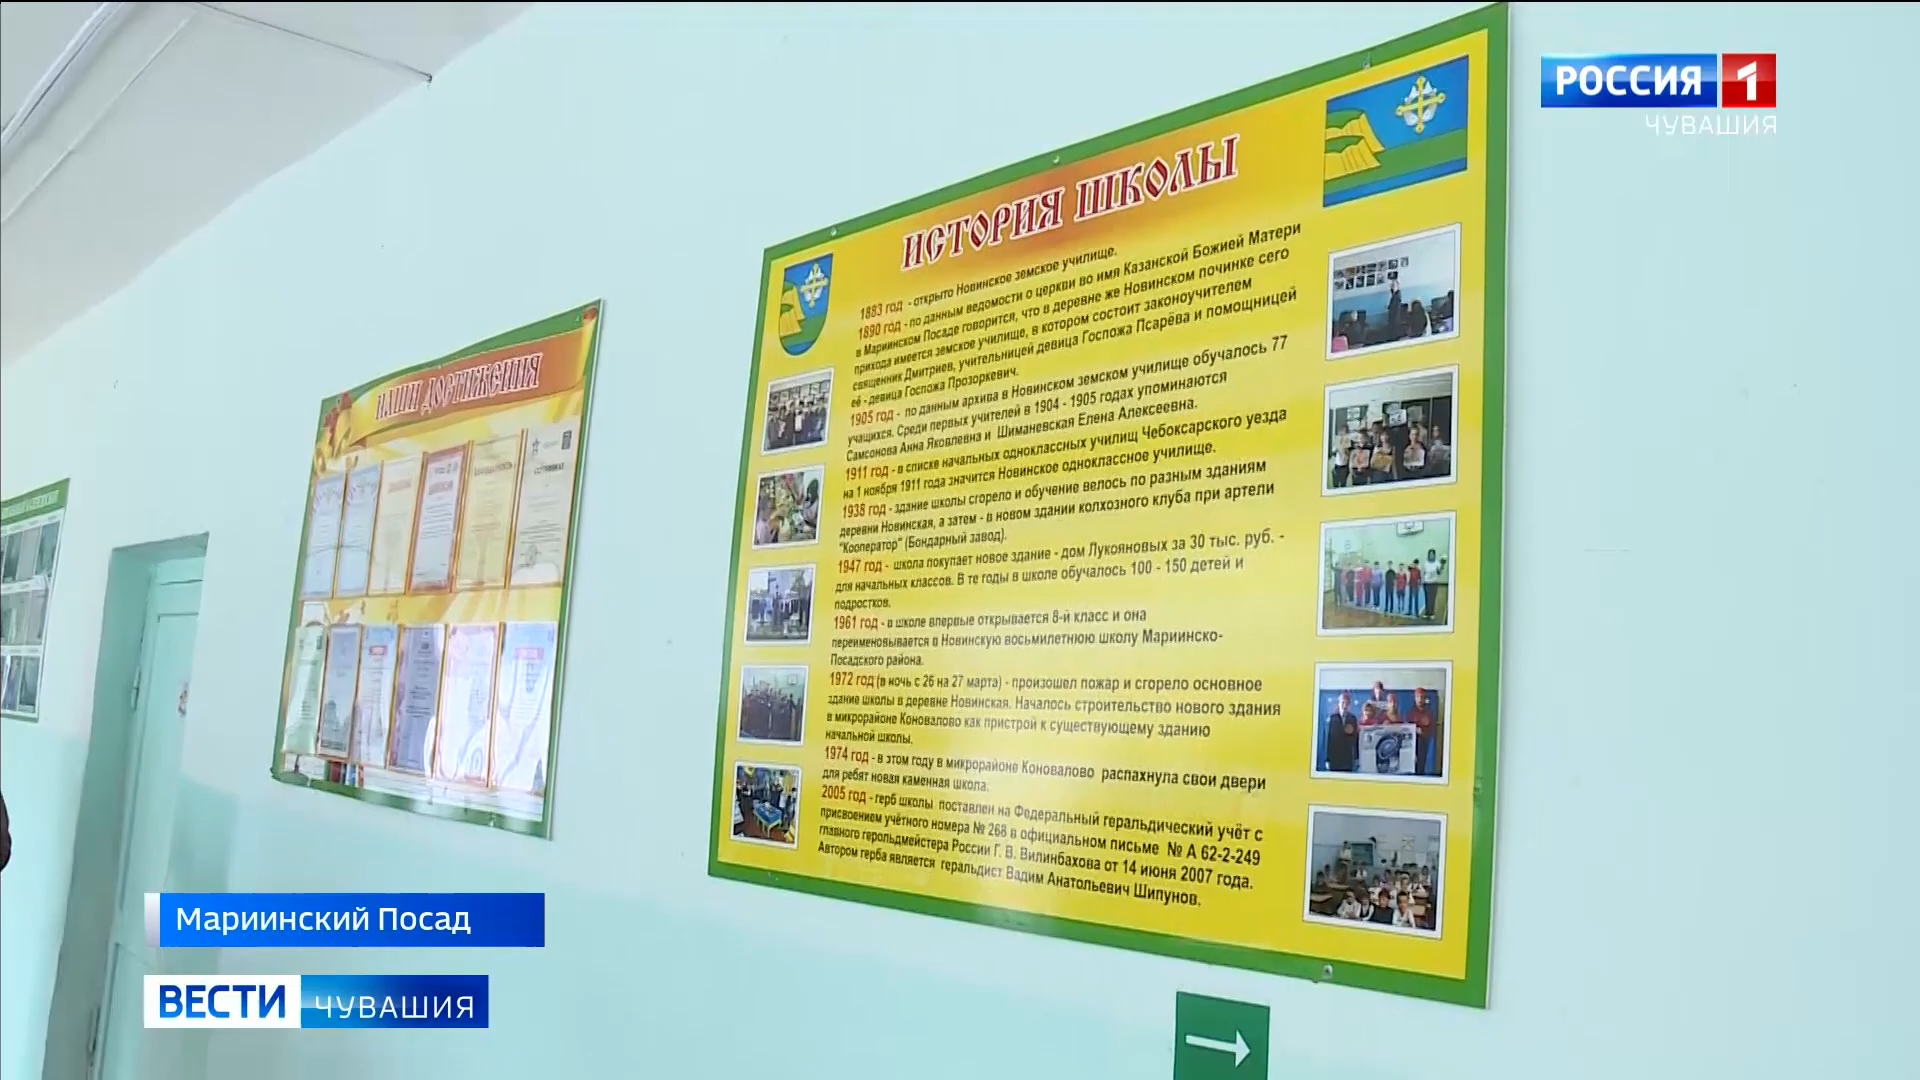 РОССИЯ 1
ЧУВАШИЯ
ИСТОРИЯ ШКОЛЫ
1883 год - открыто Новинское земское училище.
1890 год - по данным ведомости о церкви во имя Казанской Божией Матери
в Мариинском Посаде говорится, что в деревне же Новинском починке сего
прихода имеется земское училище, в котором состоит законоучителем
священник Дмитриев, учительницей девица Госпожа Псарёва и помощницей
её - девица Госпожа Прозоркевич.
1905 год - по данным архива в Новинском земском училище обучалось 77
учащихся. Среди первых учителей в 1904 - 1905 годах упоминаются
Самсонова Анна Яковлевна и Шиманевская Елена Алексеевна.
1911 год - в списке начальных одноклассных училищ Чебоксарского уезда
на 1 ноября 1911 года значится Новинское одноклассное училище.
1938 год - здание школы сгорело и обучение велось по разным зданиям
деревни Новинская, а затем - в новом здании колхозного клуба при артели
"Кооператор" (Бондарный завод).
1947 год - школа покупает новое здание - дом Лукояновых за 30 тыс. руб. -
для начальных классов. В те годы в школе обучалось 100 - 150 детей и
подростков.
1961 год - в школе впервые открывается 8-й класс и она
переименовывается в Новинскую восьмилетнюю школу Мариинско-
Посадского района.
1972 год (в ночь с 26 на 27 марта) - произошел пожар и сгорело основное
здание школы в деревне Новинская. Началось строительство нового здания
в микрорайоне Коновалово как пристрой к существующему зданию
начальной школы.
1974 год - в этом году в микрорайоне Коновалово распахнула свои двери
для ребят новая каменная школа.
2005 год - герб школы поставлен на Федеральный геральдический учёт с
присвоением учётного номера № 268 в официальном письме № А 62-2-249
главного герольдмейстера России Г. В. Вилинбахова от 14 июня 2007 года.
Автором герба является геральдист Вадим Анатольевич Шипунов.
НАШИ ДОСТИЖЕНИЯ
Мариинский Посад
ВЕСТИ ЧУВАШИЯ